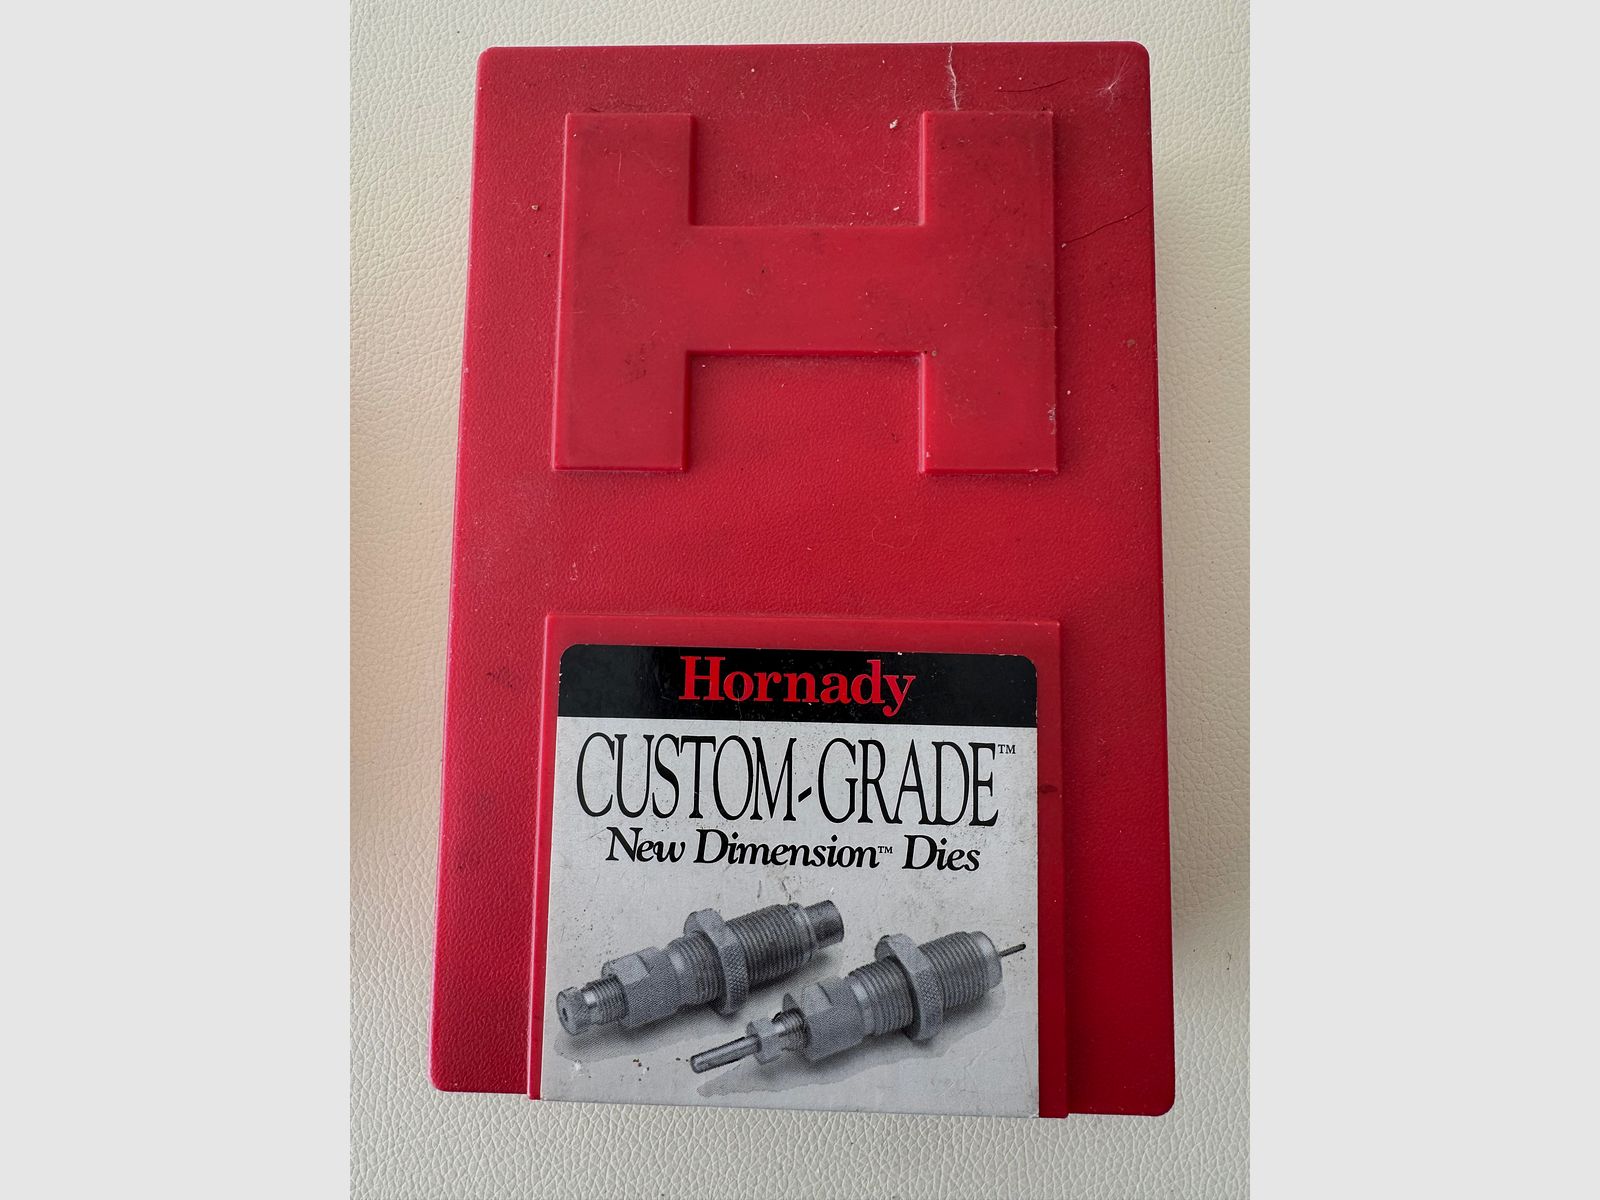 H
Hornady
CUSTOM-GRADE™
New Dimension™ Dies